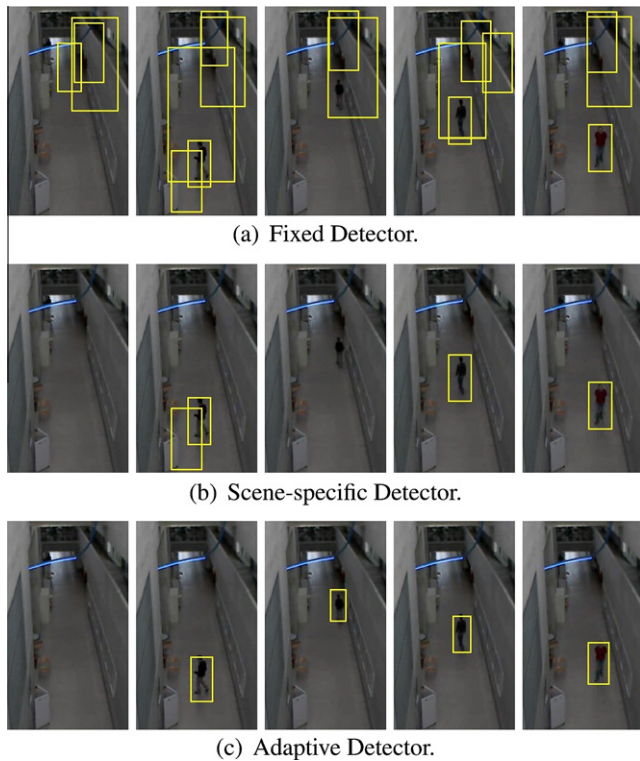 (a) Fixed Detector.
(b) Scene-specific Detector.
(c) Adaptive Detector.